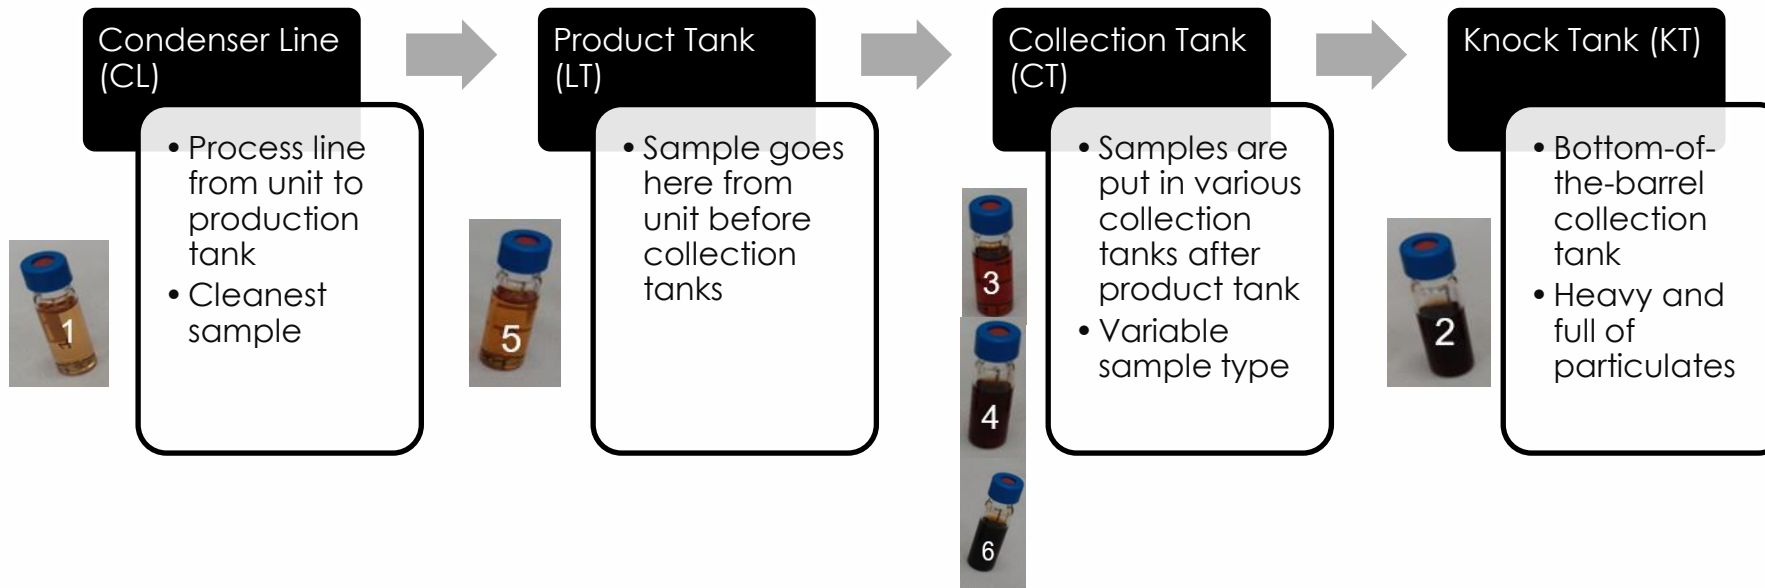 Condenser Line
(CL)
• Process line
from unit to
production
tank
• Cleanest
sample
1
Product Tank
(LT)
• Sample goes
here from
unit before
collection
tanks
5
Collection Tank
(CT)
• Samples are
put in various
collection
tanks after
product tank
• Variable
sample type
3
4
6
Knock Tank (KT)
• Bottom-of-
the-barrel
collection
tank
• Heavy and
full of
particulates
2